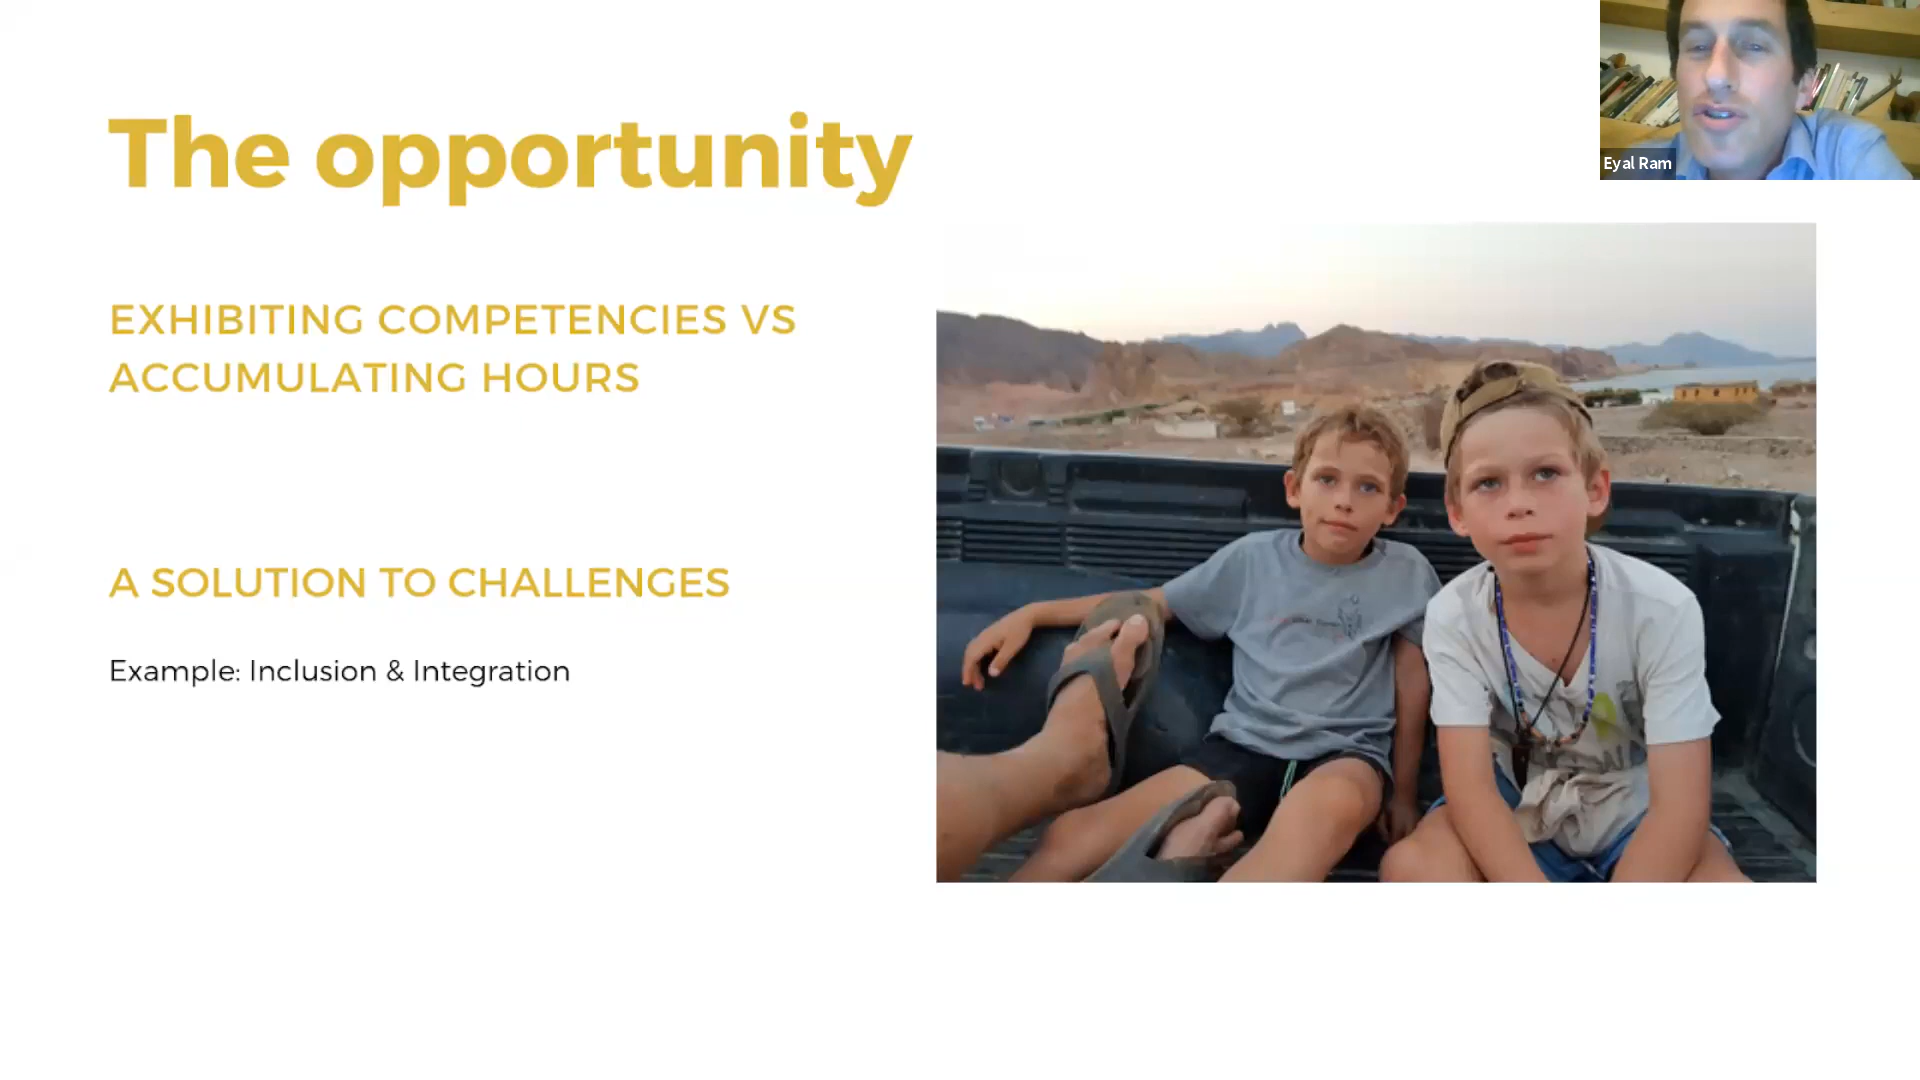 The opportunity
EXHIBITING COMPETENCIES VS
ACCUMULATING HOURS
A SOLUTION TO CHALLENGES
Example: Inclusion & Integration
Eyal Ram